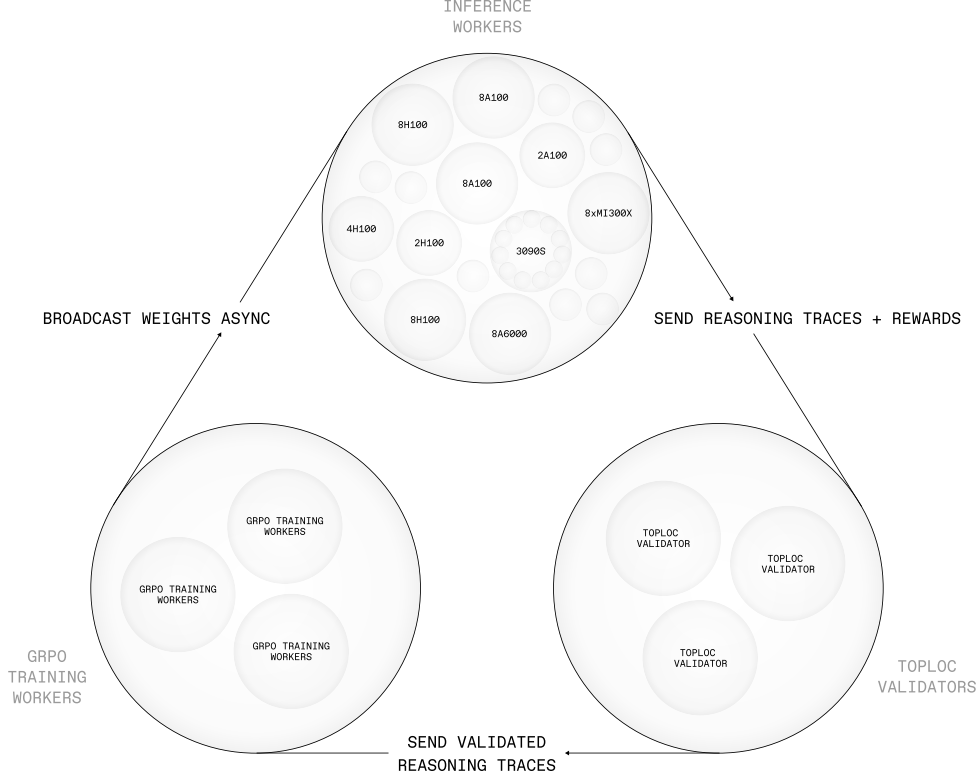 INFERENCE
WORKERS
8A100
8H100
2A100
8A100
8xMI300X
4H100
2H100
3090S
8H100
8A6000
BROADCAST WEIGHTS ASYNC
SEND REASONING TRACES + REWARDS
GRPO TRAINING
WORKERS
GRPO TRAINING
WORKERS
GRPO TRAINING
WORKERS
TOPLOC
VALIDATOR
TOPLOC
VALIDATOR
TOPLOC
VALIDATOR
GRPO
TRAINING
WORKERS
TOPLOC
VALIDATORS
SEND VALIDATED
REASONING TRACES